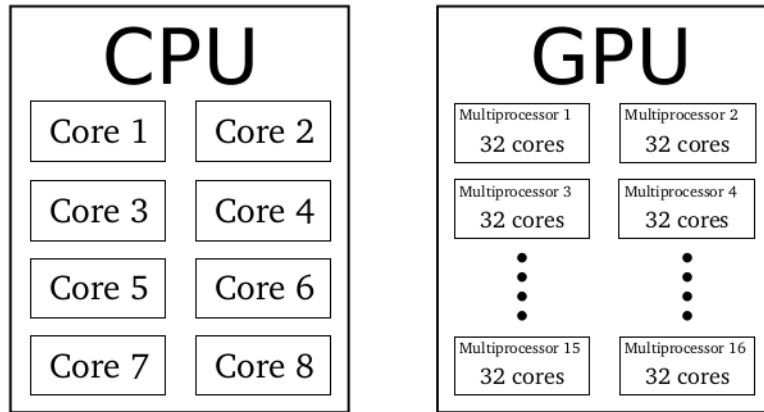 CPU
Core 1
Core 2
Core 3
Core 4
Core 5
Core 6
Core 7
Core 8
GPU
Multiprocessor 1
32 cores
Multiprocessor 2
32 cores
Multiprocessor 3
32 cores
Multiprocessor 4
32 cores
Multiprocessor 15
32 cores
Multiprocessor 16
32 cores